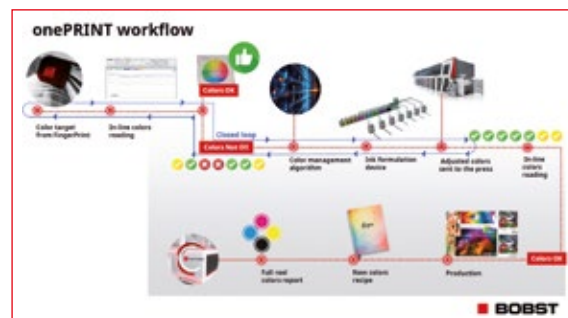 onePRINT workflow
Colors OK
Color target
from FingerPrint
In-line colors
reading
Closed loop
Colors Not OK
Color management
algorithm
Ink formulation
device
Adjusted colors
sent to the press
In-line
colors
reading
Full reel
colors report
New colors
recipe
Production
Colors OK
BOBST